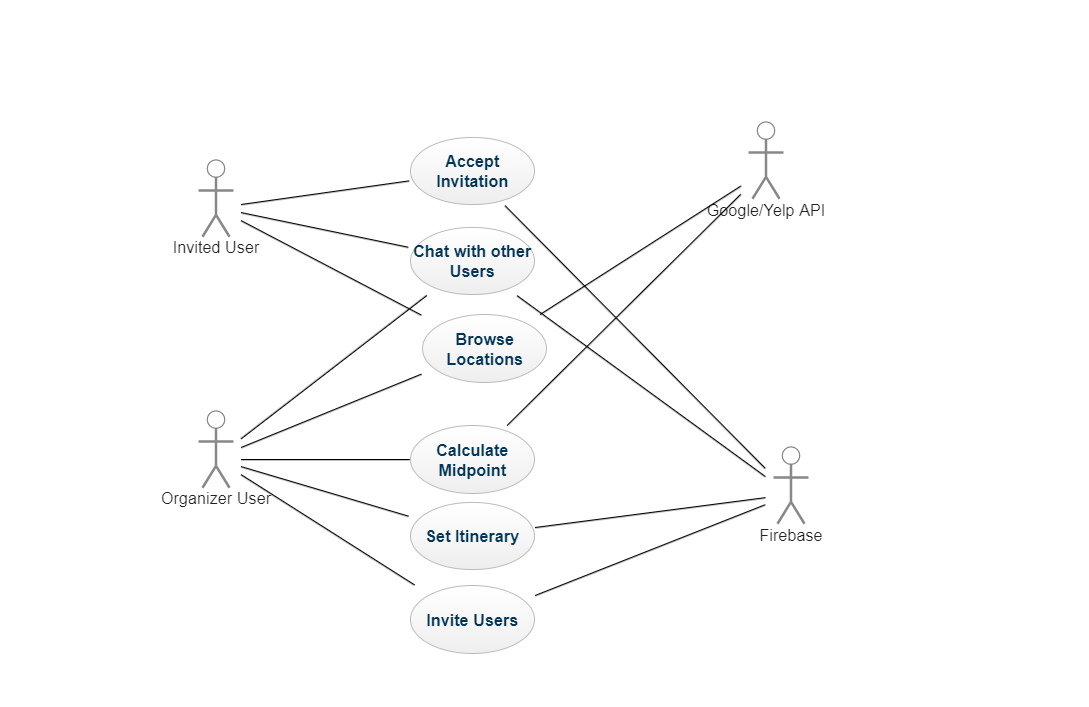 Accept
Invitation
Google/Yelp API
Invited User
Chat with other
Users
Browse
Locations
Organizer User
Calculate
Midpoint
Set Itinerary
Firebase
Invite Users